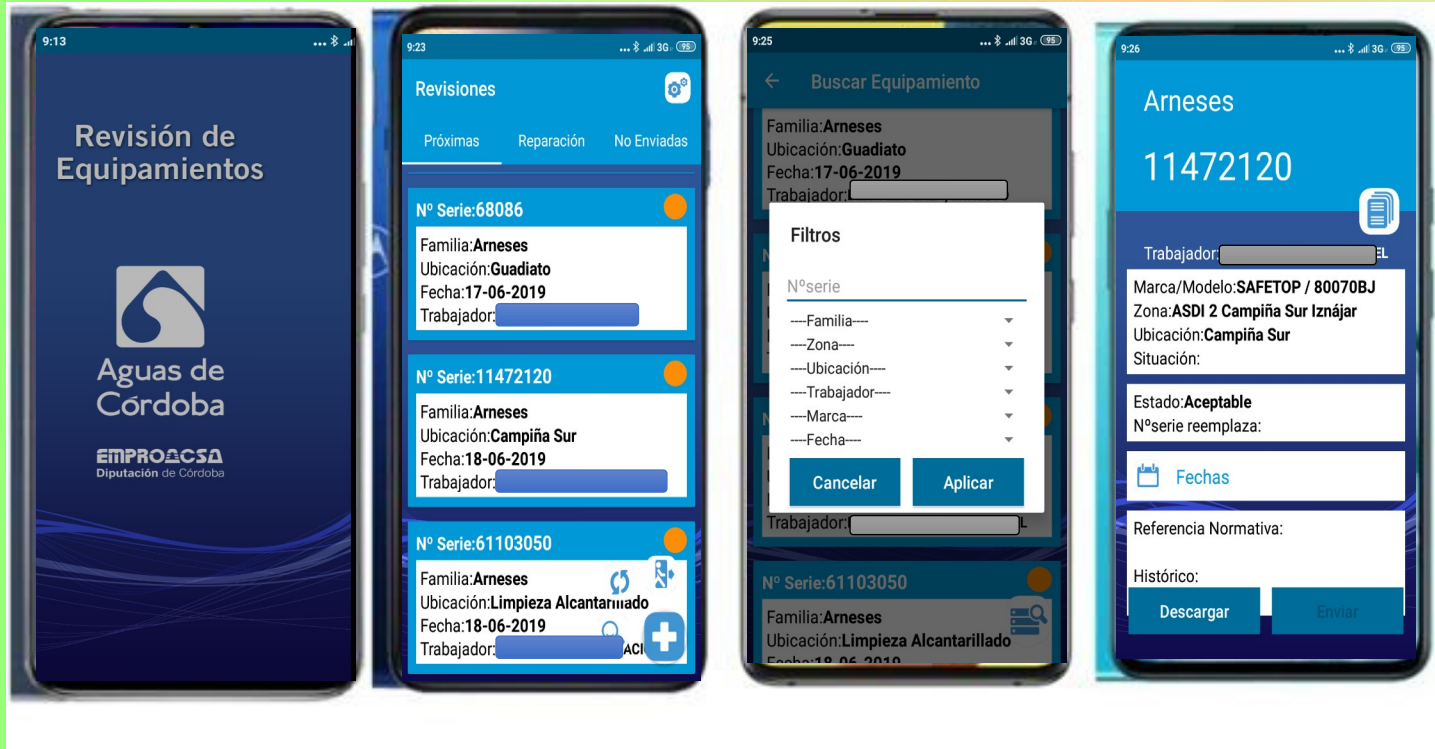 9:13
Revisión de
Equipamientos
Aguas de
Córdoba
EMPROACSA
Diputación de Córdoba
9:23
3G 95
Revisiones
Próximas Reparación No Enviadas
Nº Serie:68086
Familia:Arneses
Ubicación:Guadiato
Fecha:17-06-2019
Trabajador:
Nº Serie:11472120
Familia:Arneses
Ubicación:Campiña Sur
Fecha:18-06-2019
Trabajador:
Nº Serie:61103050
Familia:Arneses
Ubicación:Limpieza Alcantarillado
Fecha:18-06-2019
Trabajador: ACI
9:25
3G 95
Buscar Equipamiento
Familia:Arneses
Ubicación:Guadiato
Fecha:17-06-2019
Trabajador:
Filtros
Nºserie
----Familia----
----Zona----
----Ubicación----
----Trabajador----
----Marca----
----Fecha----
Cancelar Aplicar
Trabajador: L
Nº Serie:61103050
Familia:Arneses
Ubicación:Limpieza Alcantarillado
Fecha:18-06-2019
9:26
3G 95
Arneses
11472120
Trabajador: EL
Marca/Modelo:SAFETOP / 80070BJ
Zona:ASDI 2 Campiña Sur Iznájar
Ubicación:Campiña Sur
Situación:
Estado:Aceptable
Nºserie reemplaza:
Fechas
Referencia Normativa:
Histórico:
Descargar Enviar